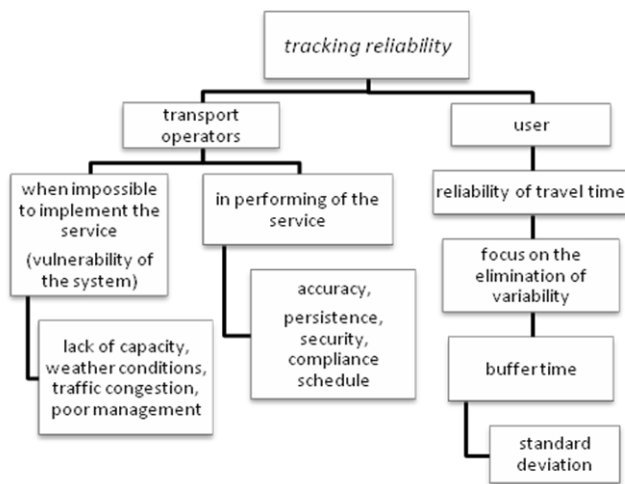 tracking reliability
transport
operators
user
when impossible
to implement the
service
(vulnerability of
the system)
in performing of the
service
reliability of travel time
focus on the
elimination of
variability
accuracy,
persistence,
security,
compliance
schedule
lack of capacity,
weather conditions,
traffic congestion,
poor management
buffer time
standard
deviation